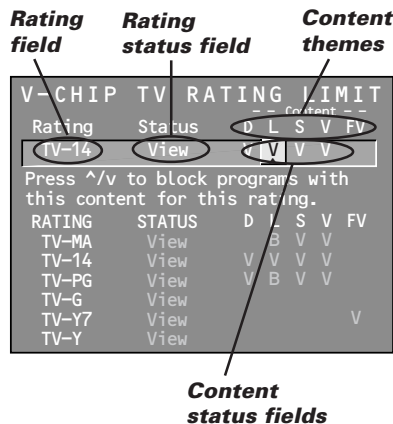 Rating field
Rating status field
Content themes
V-CHIP TV RATING LIMIT
- - Content - -
Rating Status D L S V FV
TV-14 View V V V V
Press ^/v to block programs with
this content for this rating.
RATING STATUS D L S V FV
TV-MA View B V V
TV-14 View V V V V
TV-PG View V B V V
TV-G View
TV-Y7 View V
TV-Y View
Content
status fields